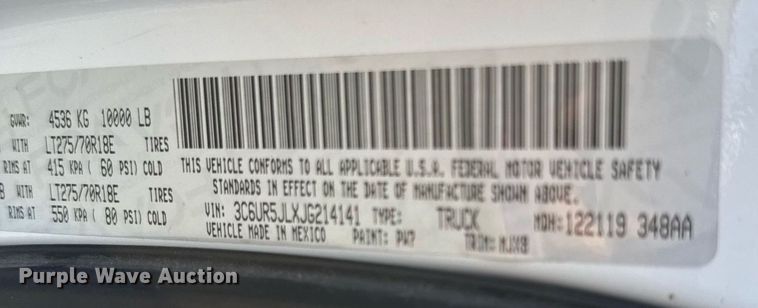 GVWR: 4536 KG 10000 LB
WITH LT275/70R18E TIRES
RIMS AT 415 KPA ( 60 PSI) COLD
B WITH LT275/70R18E TIRES
RIMS AT 550 KPA ( 80 PSI) COLD
THIS VEHICLE CONFORMS TO ALL APPLICABLE U.S.A. FEDERAL MOTOR VEHICLE SAFETY
STANDARDS IN EFFECT ON THE DATE OF MANUFACTURE SHOWN ABOVE.
VIN: 3C6UR5JLXJG214141 TYPE: TRUCK MDH: 122119 348AA
VEHICLE MADE IN MEXICO PAINT: PW7 TRIM: MJX8
Purple Wave Auction